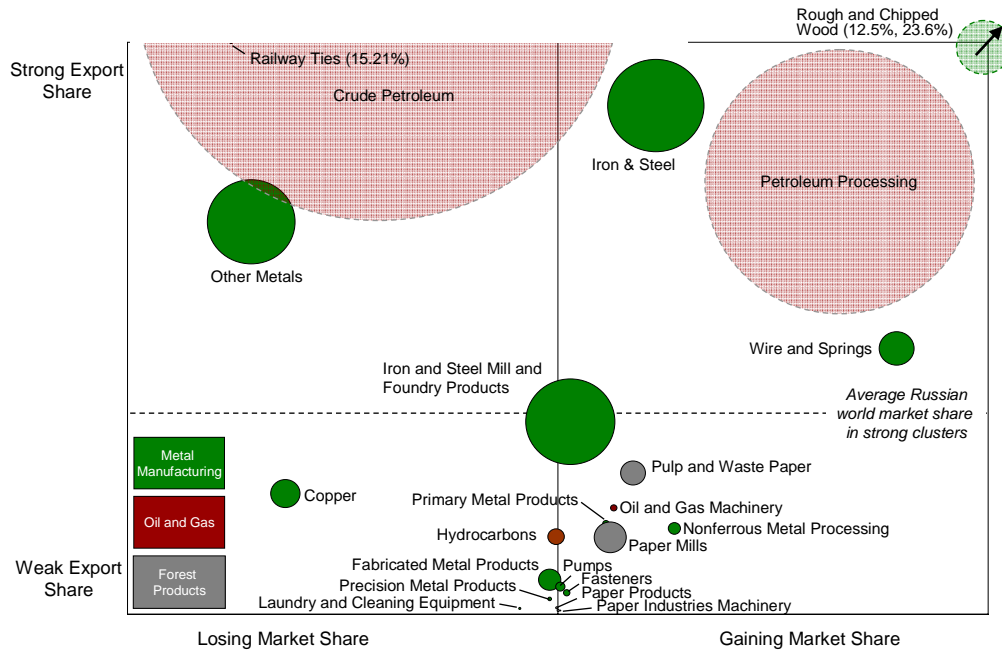 Rough and Chipped
Wood (12.5%, 23.6%)
Strong Export
Share
Railway Ties (15.21%)
Crude Petroleum
Iron & Steel
Petroleum Processing
Other Metals
Wire and Springs
Iron and Steel Mill and
Foundry Products
Average Russian
world market share
in strong clusters
Metal
Manufacturing
Pulp and Waste Paper
Copper
Primary Metal Products
Oil and Gas Machinery
Oil and Gas
Nonferrous Metal Processing
Hydrocarbons
Paper Mills
Fabricated Metal Products
Pumps
Weak Export
Share
Forest
Products
Fasteners
Precision Metal Products
Paper Products
Laundry and Cleaning Equipment
Paper Industries Machinery
Losing Market Share
Gaining Market Share